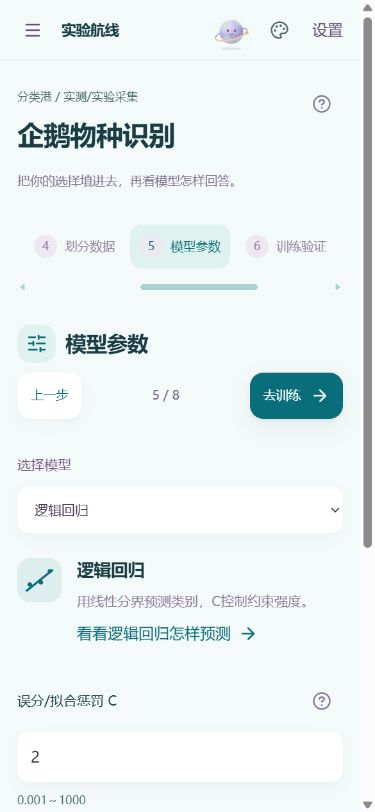 实验航线
设置
分类港 / 实测/实验采集
企鹅物种识别
把你的选择填进去，再看模型怎样回答。
4 划分数据 5 模型参数 6 训练验证
模型参数
上一步 5 / 8 去训练
选择模型
逻辑回归
逻辑回归
用线性分界预测类别，C控制约束强度。
看看逻辑回归怎样预测
误分/拟合惩罚 C
2
0.001 ~ 1000